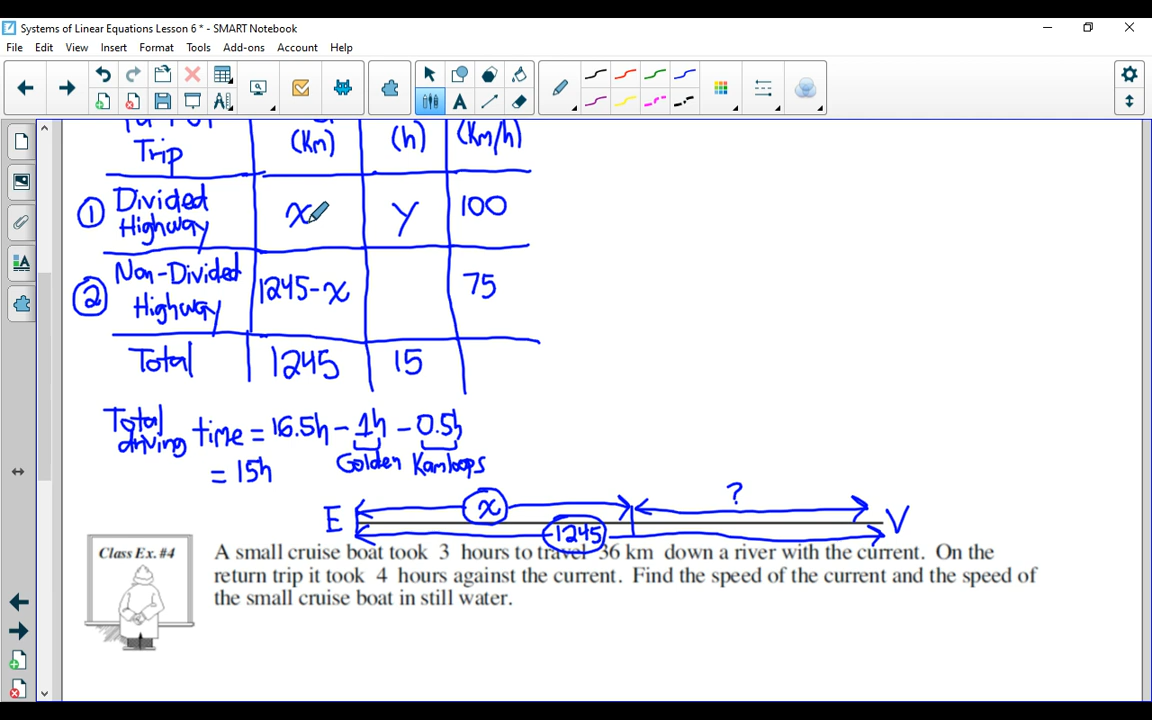 Systems of Linear Equations Lesson 6 * - SMART Notebook
File Edit View Insert Format Tools Add-ons Account Help
(Km) (h) (Km/h)
Trip
① Divided Highway x y 100
② Non-Divided Highway 1245-x 75
Total 1245 15
Total driving time = 16.5h - 1h - 0.5h
= 15h Golden Kamloops
E x ? V
1245
Class Ex. #4
A small cruise boat took 3 hours to travel 36 km down a river with the current. On the
return trip it took 4 hours against the current. Find the speed of the current and the speed of
the small cruise boat in still water.